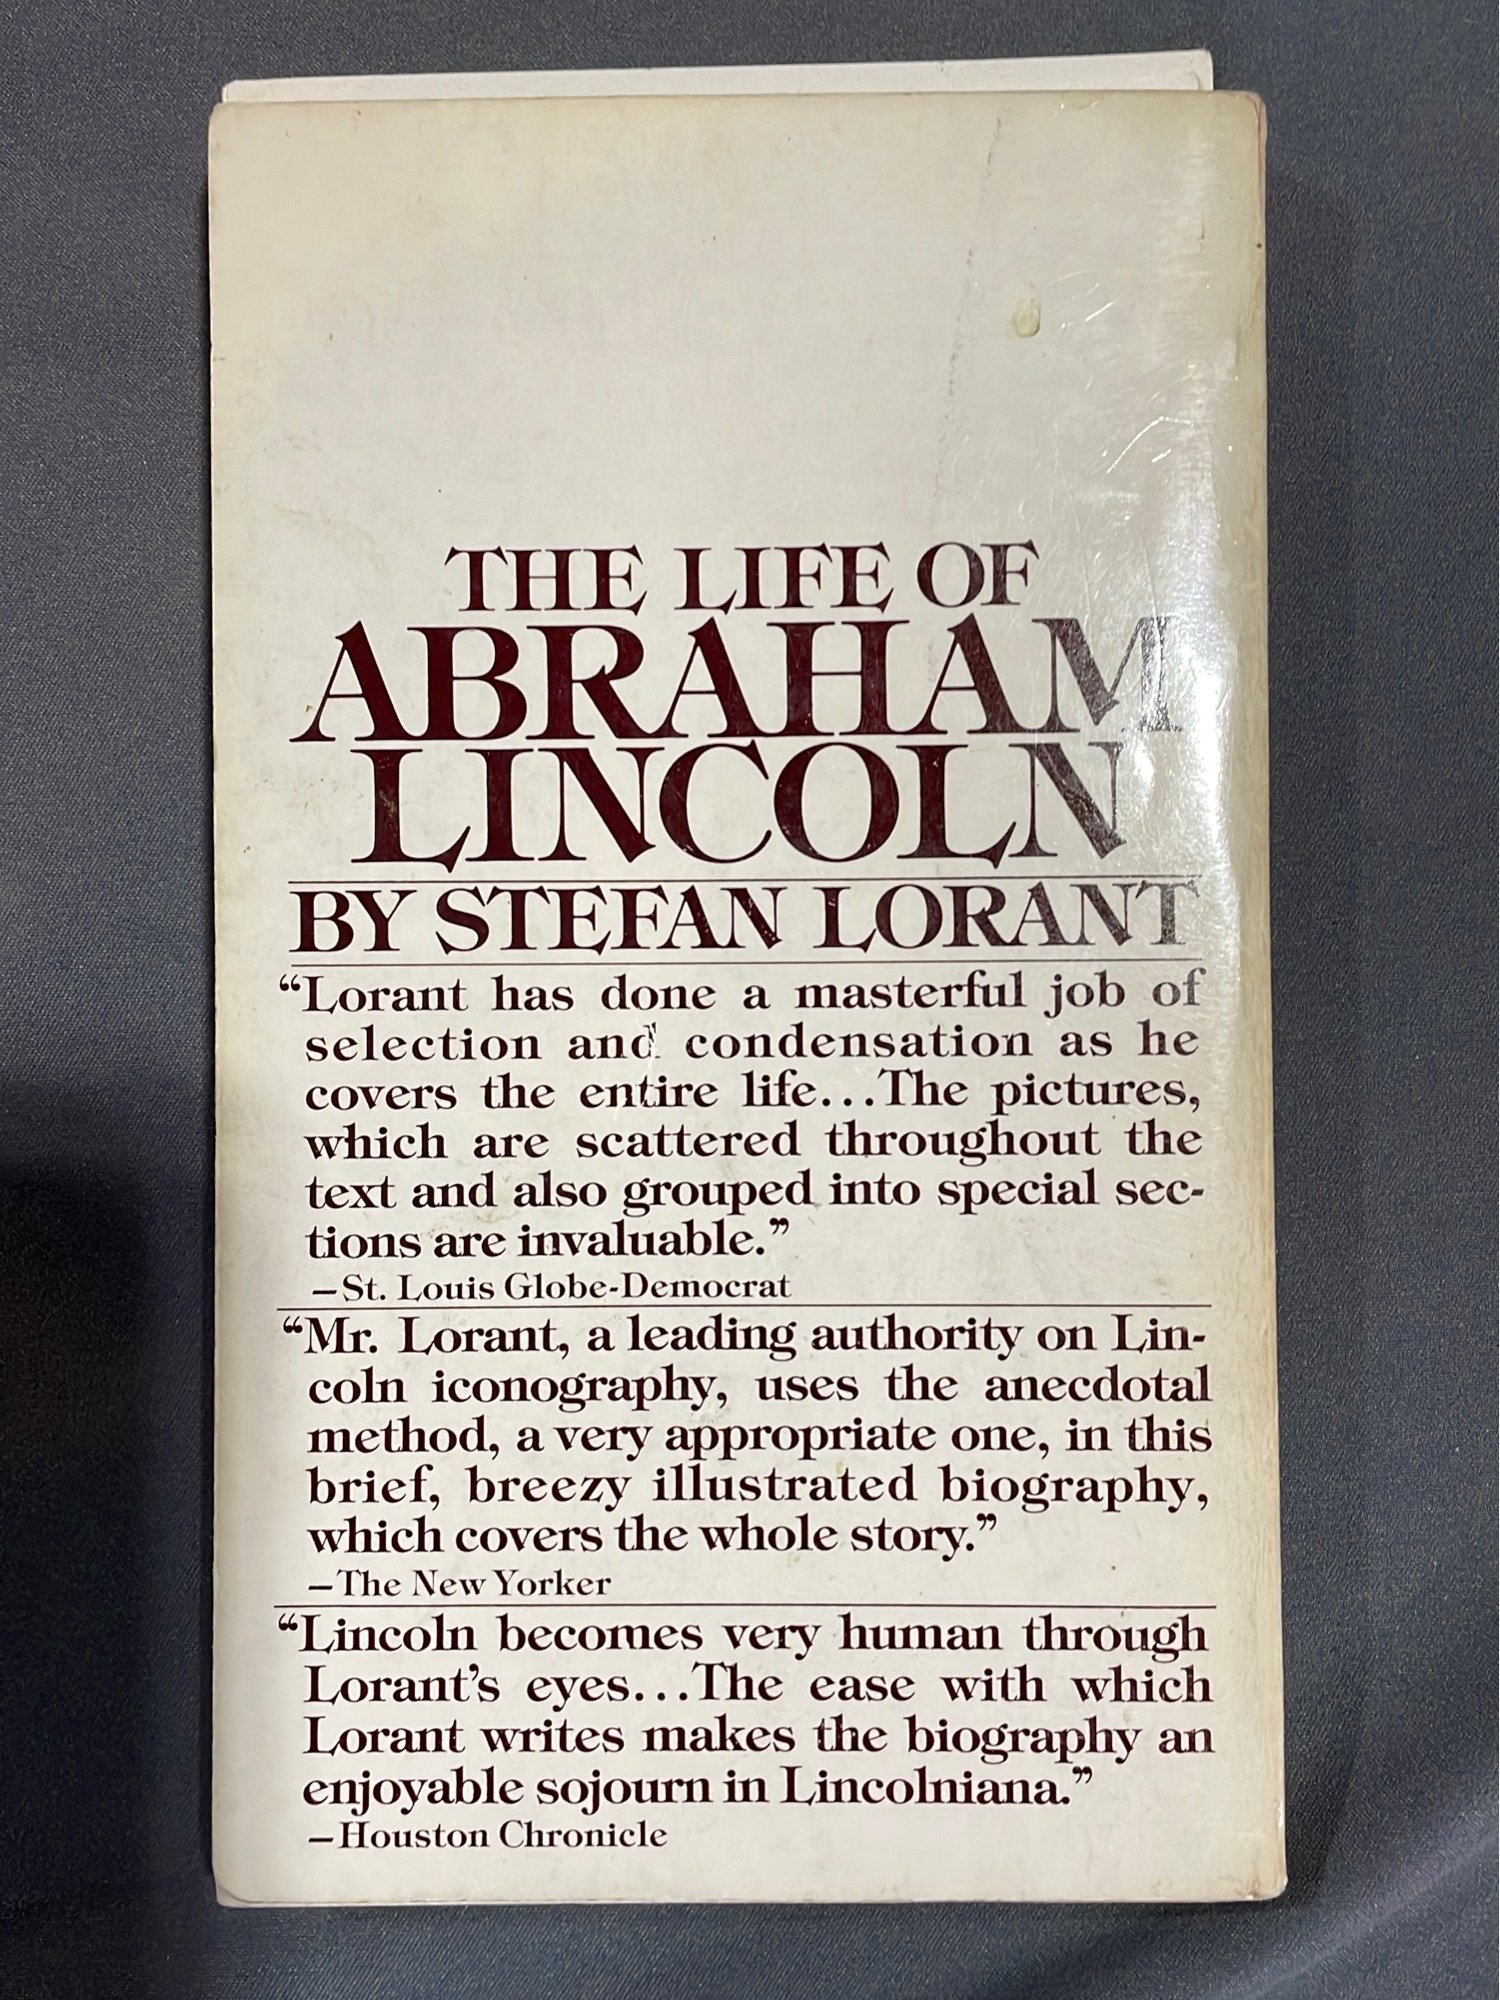 THE LIFE OF
ABRAHAM
LINCOLN
BY STEFAN LORANT
“Lorant has done a masterful job of
selection and condensation as he
covers the entire life...The pictures,
which are scattered throughout the
text and also grouped into special sec-
tions are invaluable.”
—St. Louis Globe-Democrat
“Mr. Lorant, a leading authority on Lin-
coln iconography, uses the anecdotal
method, a very appropriate one, in this
brief, breezy illustrated biography,
which covers the whole story.”
—The New Yorker
“Lincoln becomes very human through
Lorant’s eyes...The ease with which
Lorant writes makes the biography an
enjoyable sojourn in Lincolniana.”
—Houston Chronicle